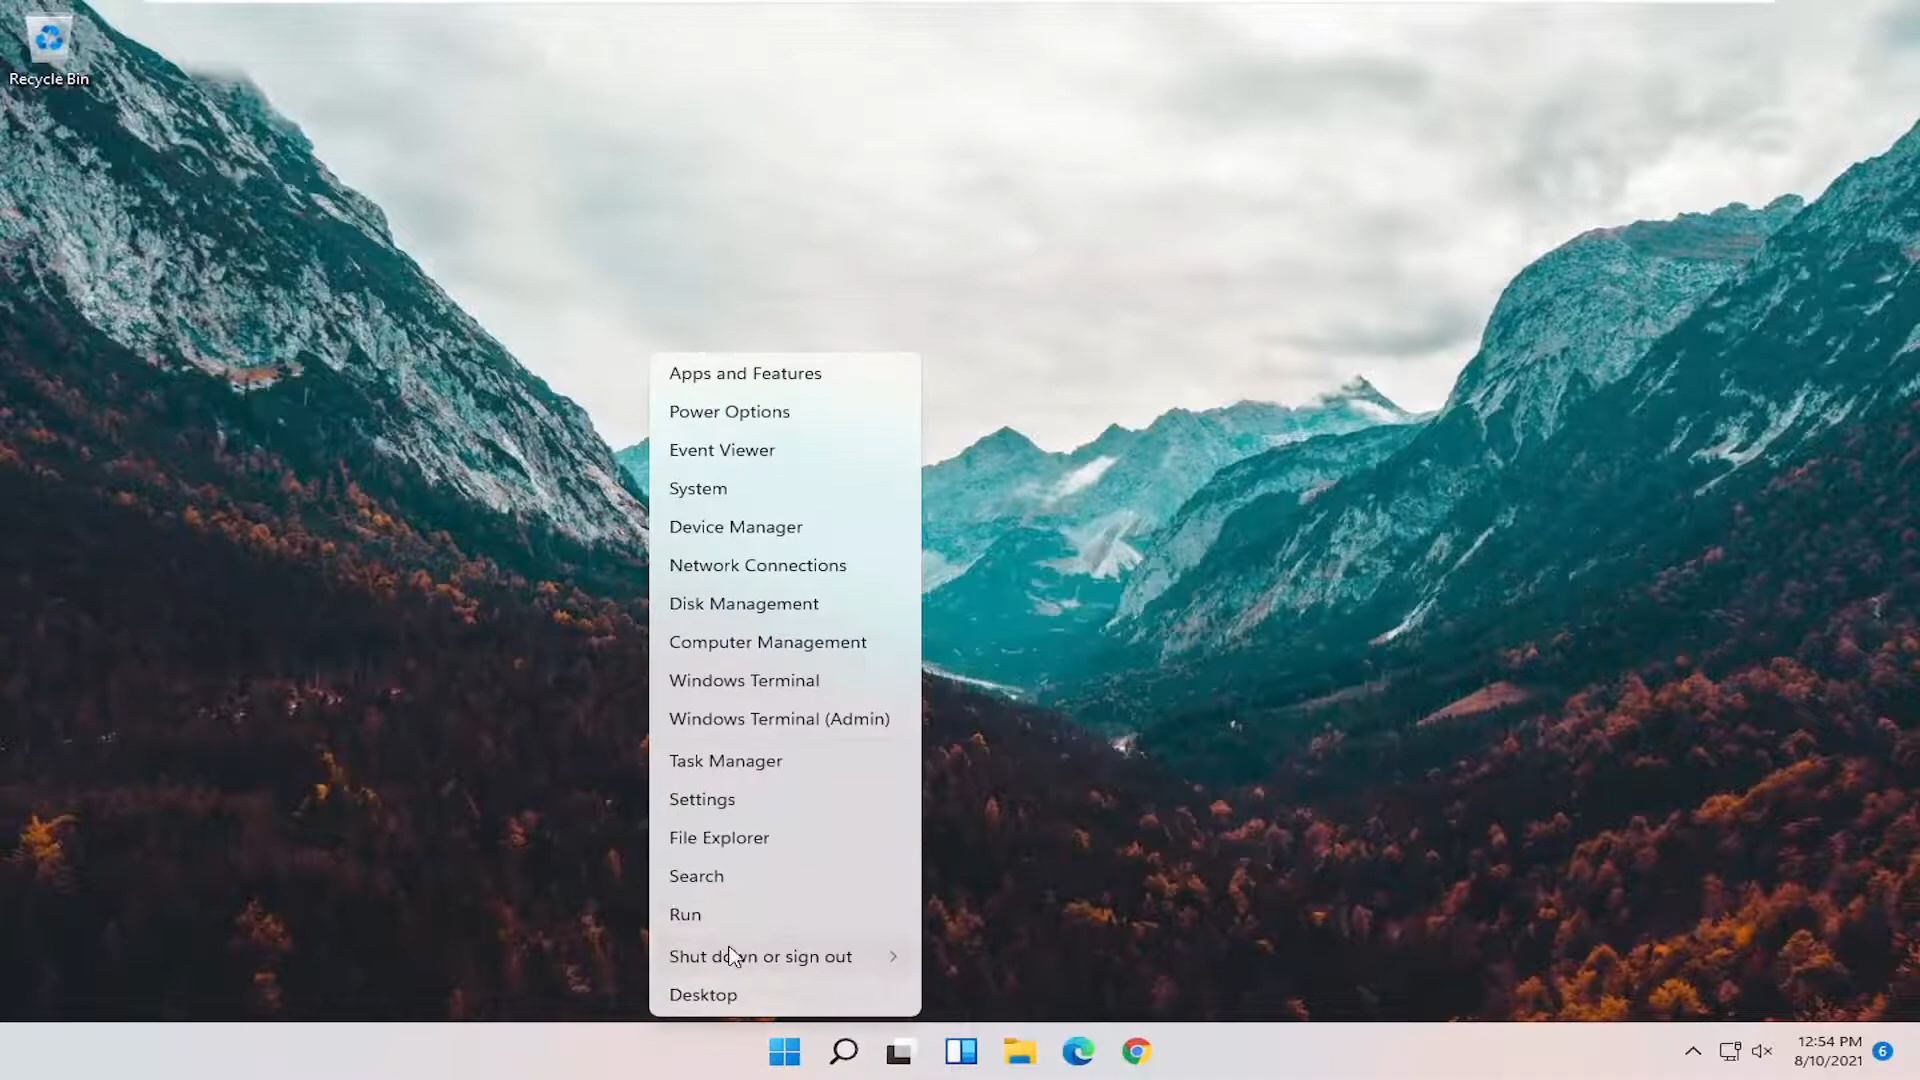 Recycle Bin
Apps and Features
Power Options
Event Viewer
System
Device Manager
Network Connections
Disk Management
Computer Management
Windows Terminal
Windows Terminal (Admin)
Task Manager
Settings
File Explorer
Search
Run
Shut down or sign out
Desktop
12:54 PM
8/10/2021
6